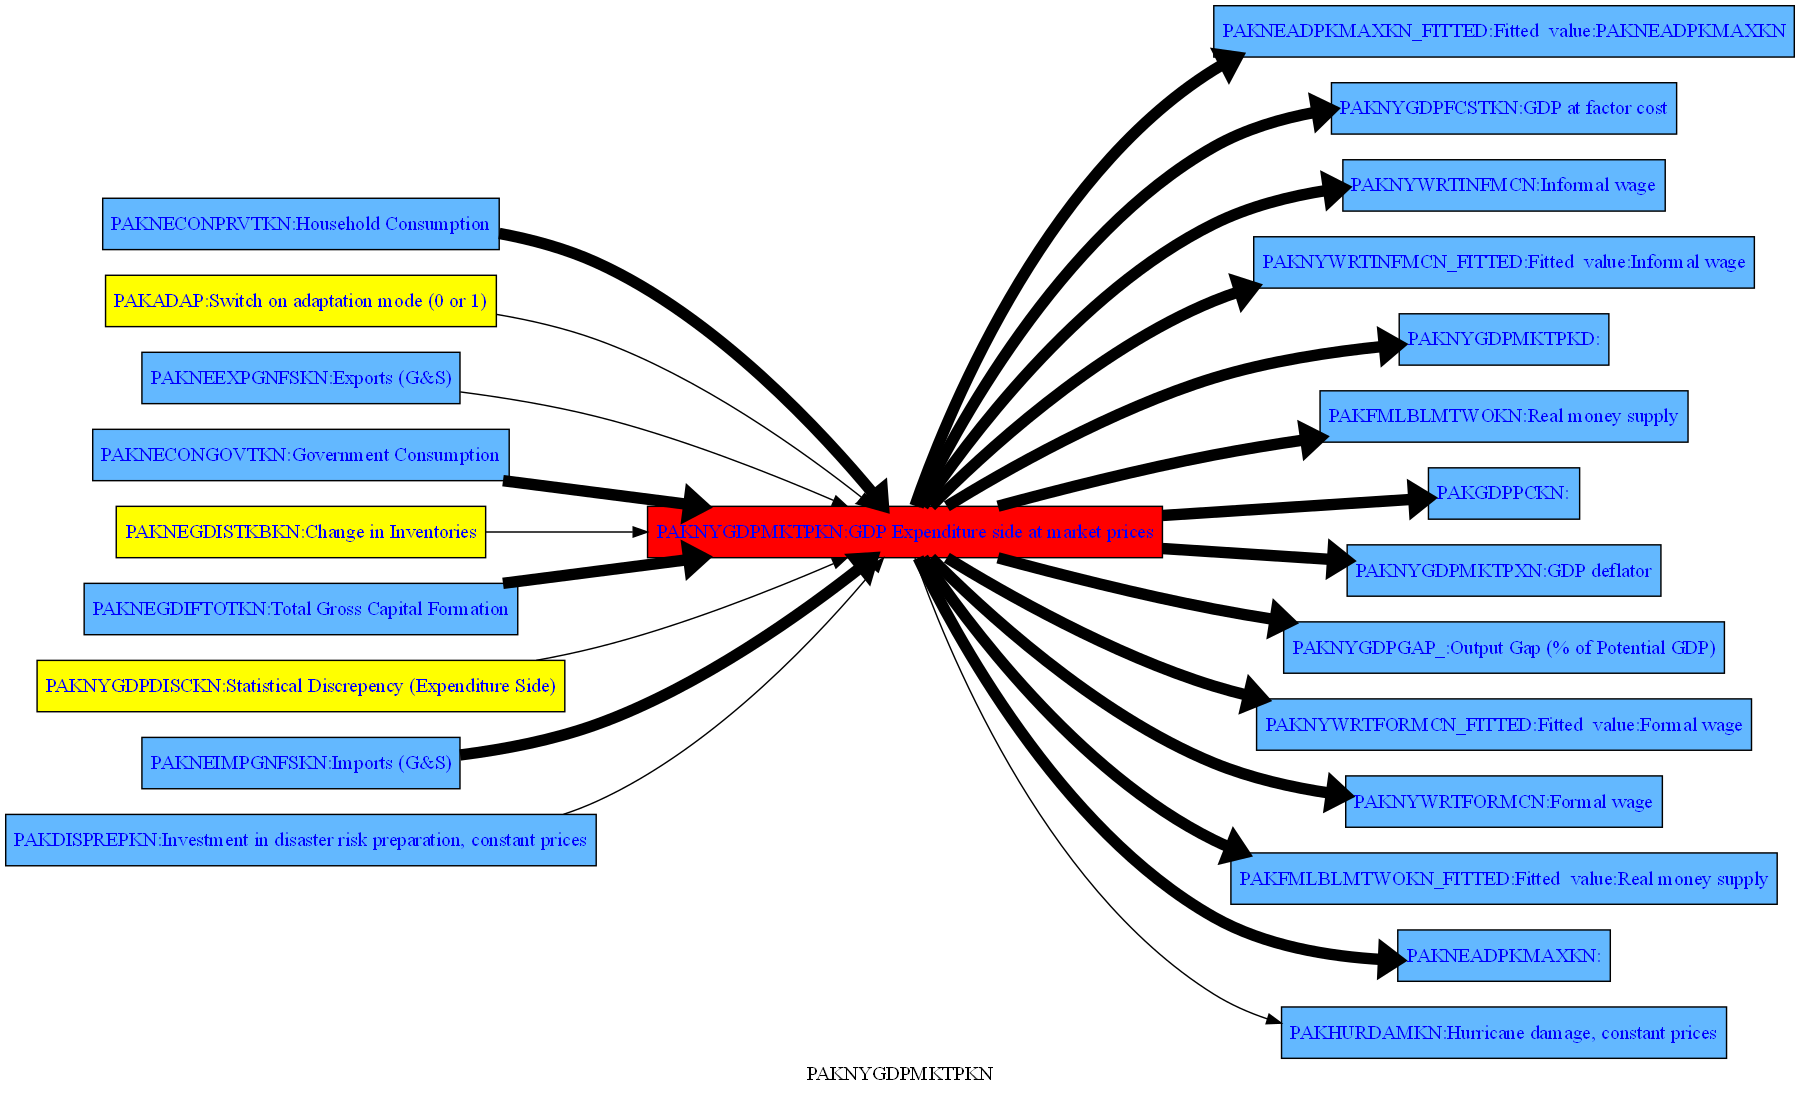 PAKNECONPRVTKN:Household Consumption
PAKADAP:Switch on adaptation mode (0 or 1)
PAKNEEXPGNFSKN:Exports (G&S)
PAKNECONGOVTKN:Government Consumption
PAKNEGDISTKBKN:Change in Inventories
PAKNEGDIFTOTKN:Total Gross Capital Formation
PAKNYGDPDISCKN:Statistical Discrepency (Expenditure Side)
PAKNEIMPGNFSKN:Imports (G&S)
PAKDISPREPKN:Investment in disaster risk preparation, constant prices
PAKNYGDPMKTPKN:GDP Expenditure side at market prices
PAKNEADPKMAXKN_FITTED:Fitted value:PAKNEADPKMAXKN
PAKNYGDPFCSTKN:GDP at factor cost
PAKNYWRTINFMCN:Informal wage
PAKNYWRTINFMCN_FITTED:Fitted value:Informal wage
PAKNYGDPMKTPKD:
PAKFMLBLMTWOKN:Real money supply
PAKGDPPCKN:
PAKNYGDPMKTPXN:GDP deflator
PAKNYGDPGAP_:Output Gap (% of Potential GDP)
PAKNYWRTFORMCN_FITTED:Fitted value:Formal wage
PAKNYWRTFORMCN:Formal wage
PAKFMLBLMTWOKN_FITTED:Fitted value:Real money supply
PAKNEADPKMAXKN:
PAKHURDAMKN:Hurricane damage, constant prices
PAKNYGDPMKTPKN